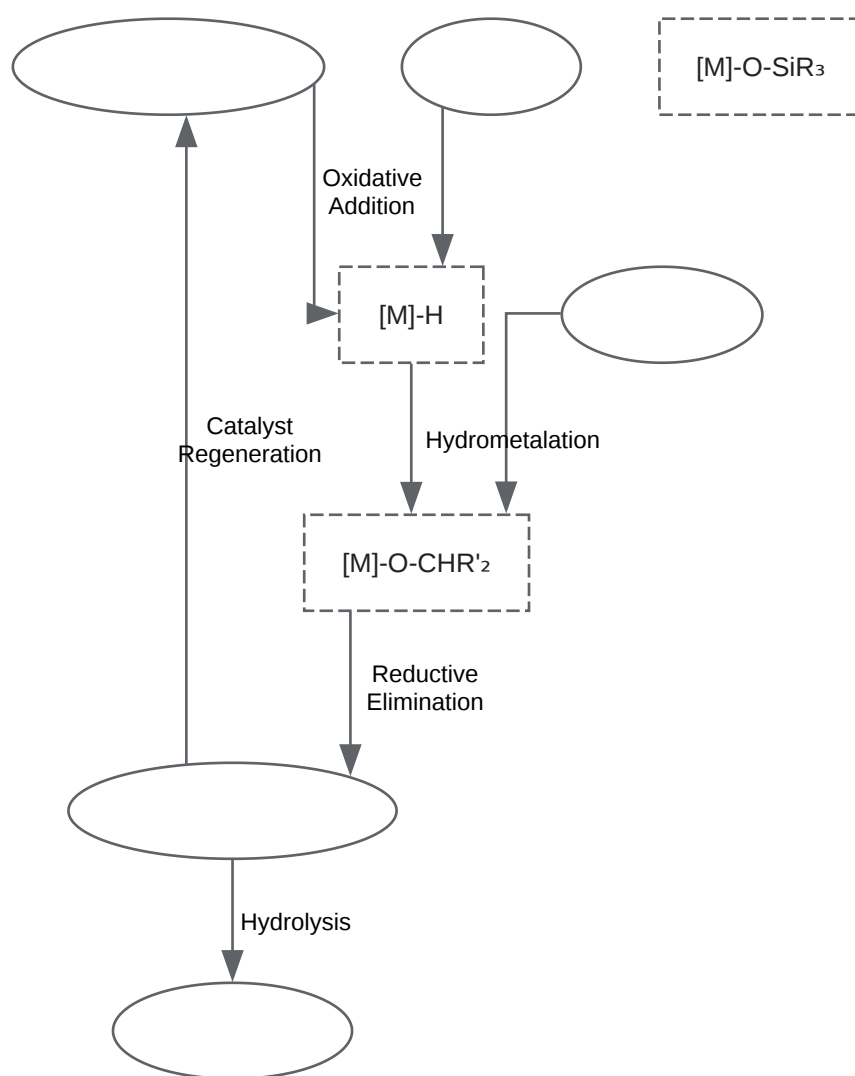 [M]-O-SiR₃
Oxidative
Addition
[M]-H
Catalyst
Regeneration
Hydrometalation
[M]-O-CHR'₂
Reductive
Elimination
Hydrolysis